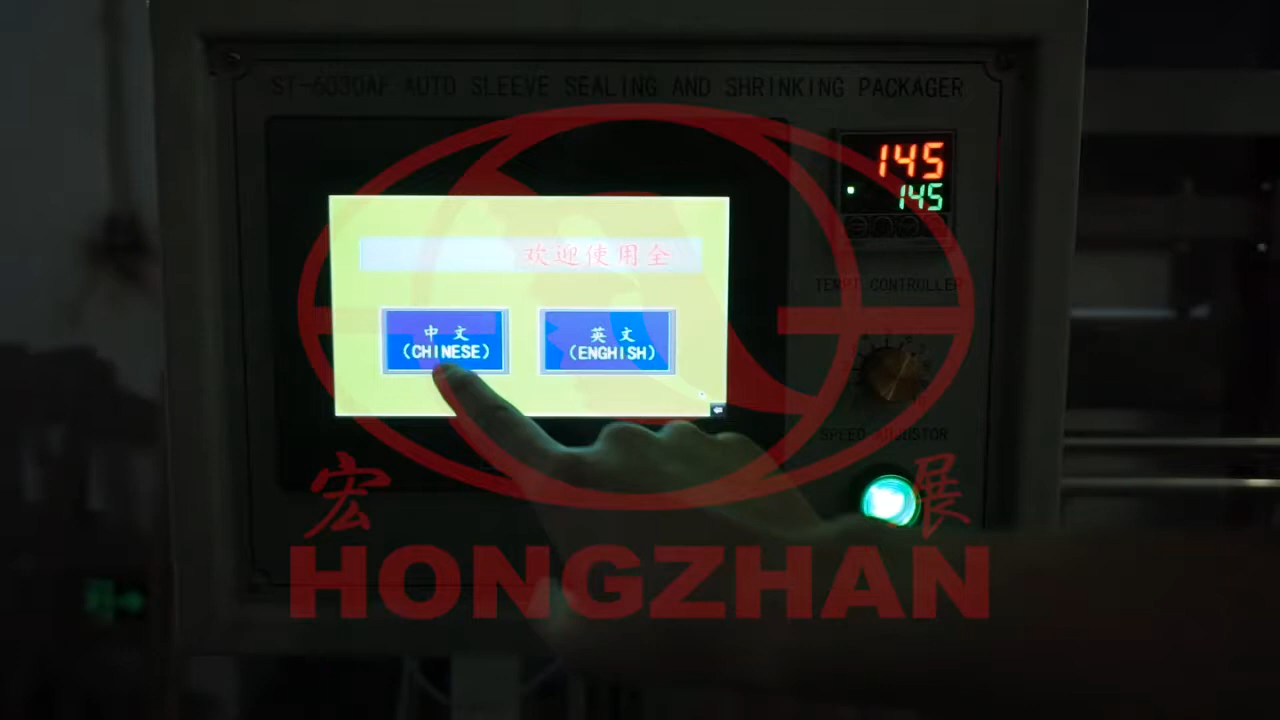 ST-6030AF AUTO SLEEVE SEALING AND SHRINKING PACKAGER
145
145
欢迎使用全
中文
(CHINESE)
英文
(ENGHISH)
TEMP. CONTROLLER
SPEED ADJUSTOR
宏展
HONGZHAN